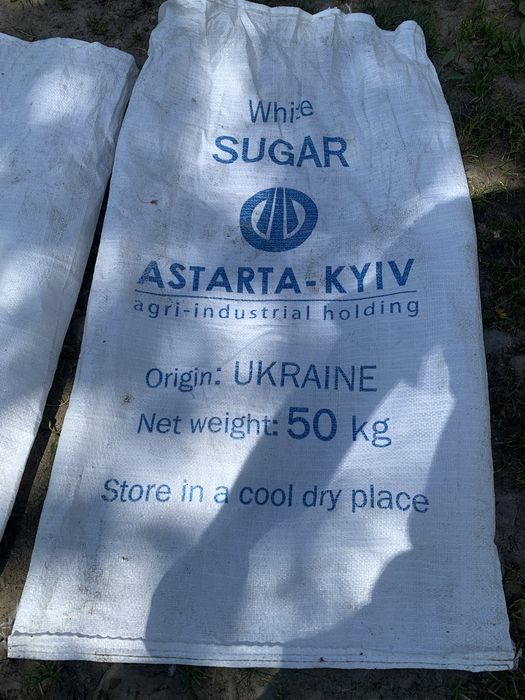 White
SUGAR
ASTARTA-KYIV
agri-industrial holding
Origin: UKRAINE
Net weight: 50 kg
Store in a cool dry place